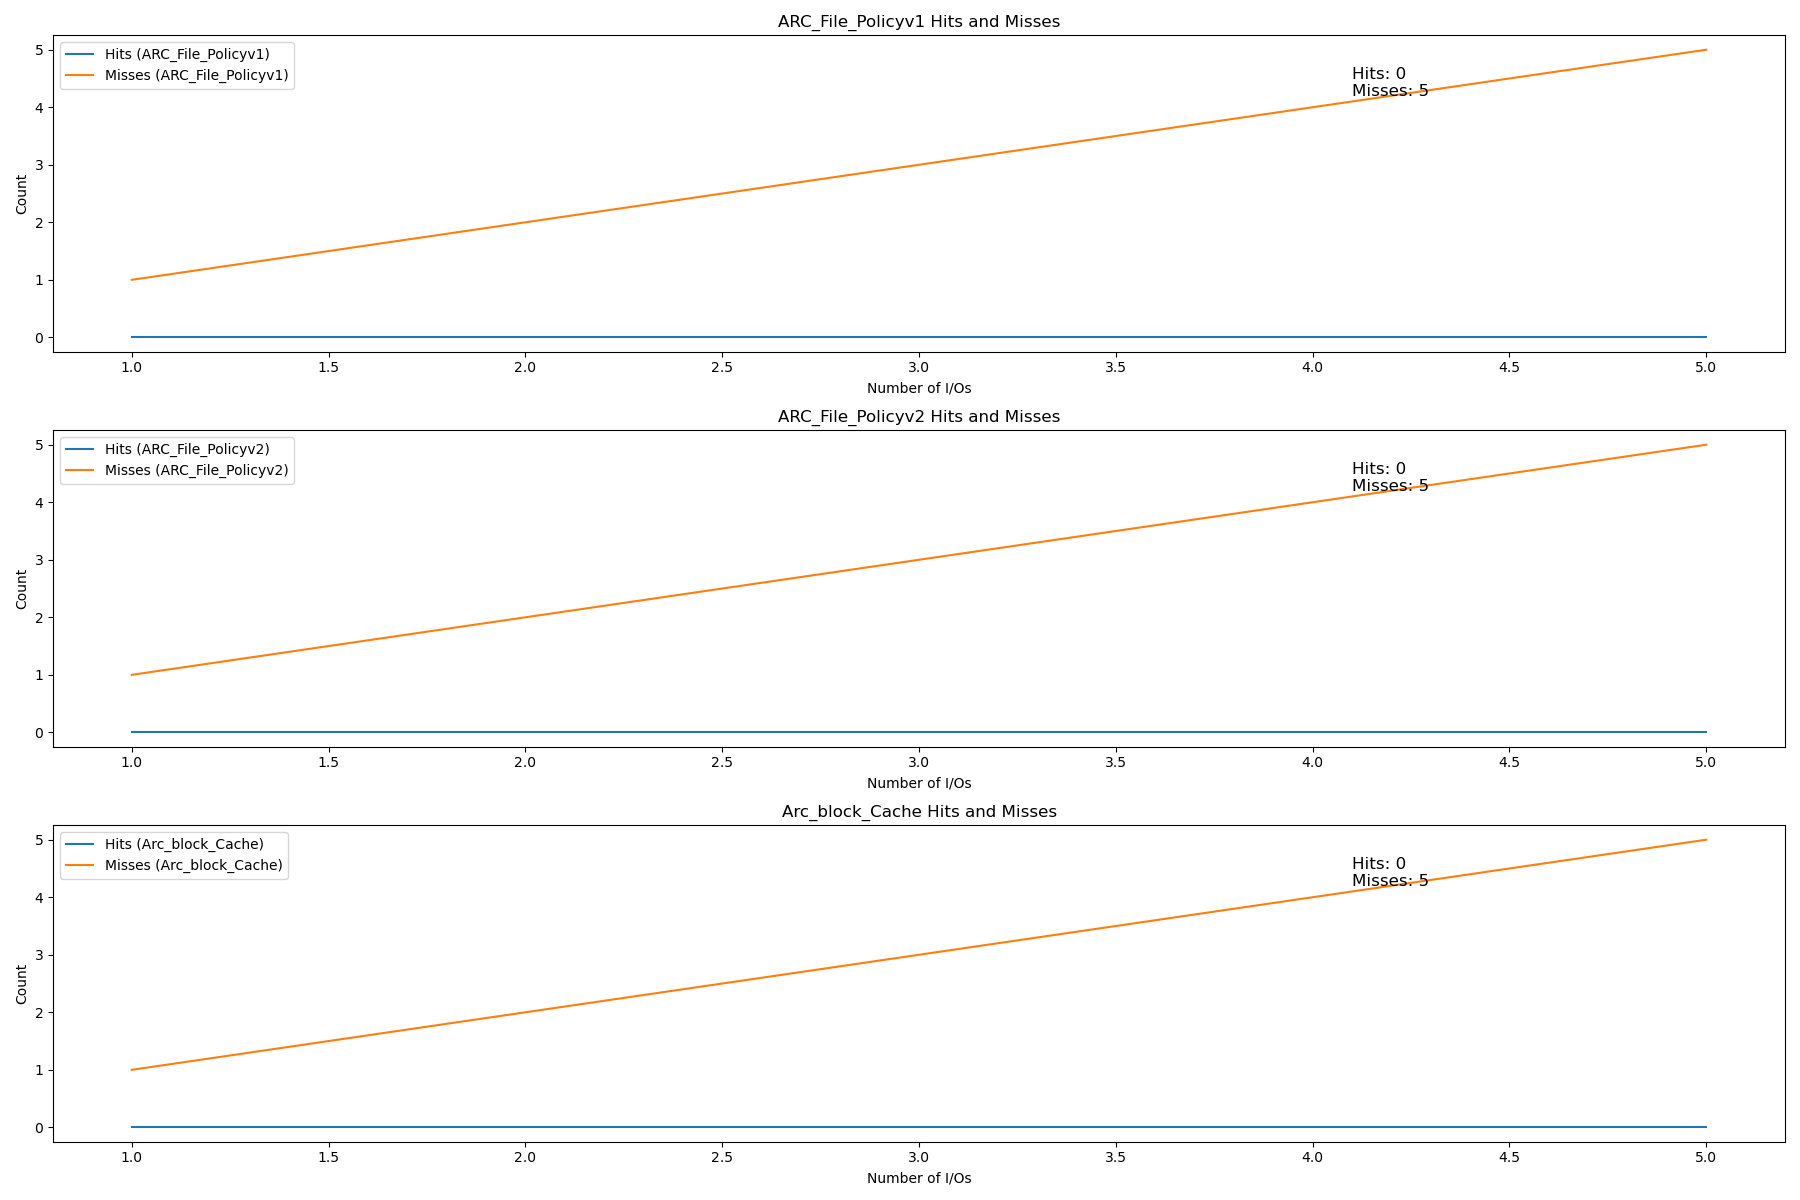 ARC_File_Policyv1 Hits and Misses
Hits (ARC_File_Policyv1)
Misses (ARC_File_Policyv1)
Hits: 0
Misses: 5
Count
5
4
3
2
1
0
1.0 1.5 2.0 2.5 3.0 3.5 4.0 4.5 5.0
Number of I/Os
ARC_File_Policyv2 Hits and Misses
Hits (ARC_File_Policyv2)
Misses (ARC_File_Policyv2)
Hits: 0
Misses: 5
Count
5
4
3
2
1
0
1.0 1.5 2.0 2.5 3.0 3.5 4.0 4.5 5.0
Number of I/Os
Arc_block_Cache Hits and Misses
Hits (Arc_block_Cache)
Misses (Arc_block_Cache)
Hits: 0
Misses: 5
Count
5
4
3
2
1
0
1.0 1.5 2.0 2.5 3.0 3.5 4.0 4.5 5.0
Number of I/Os